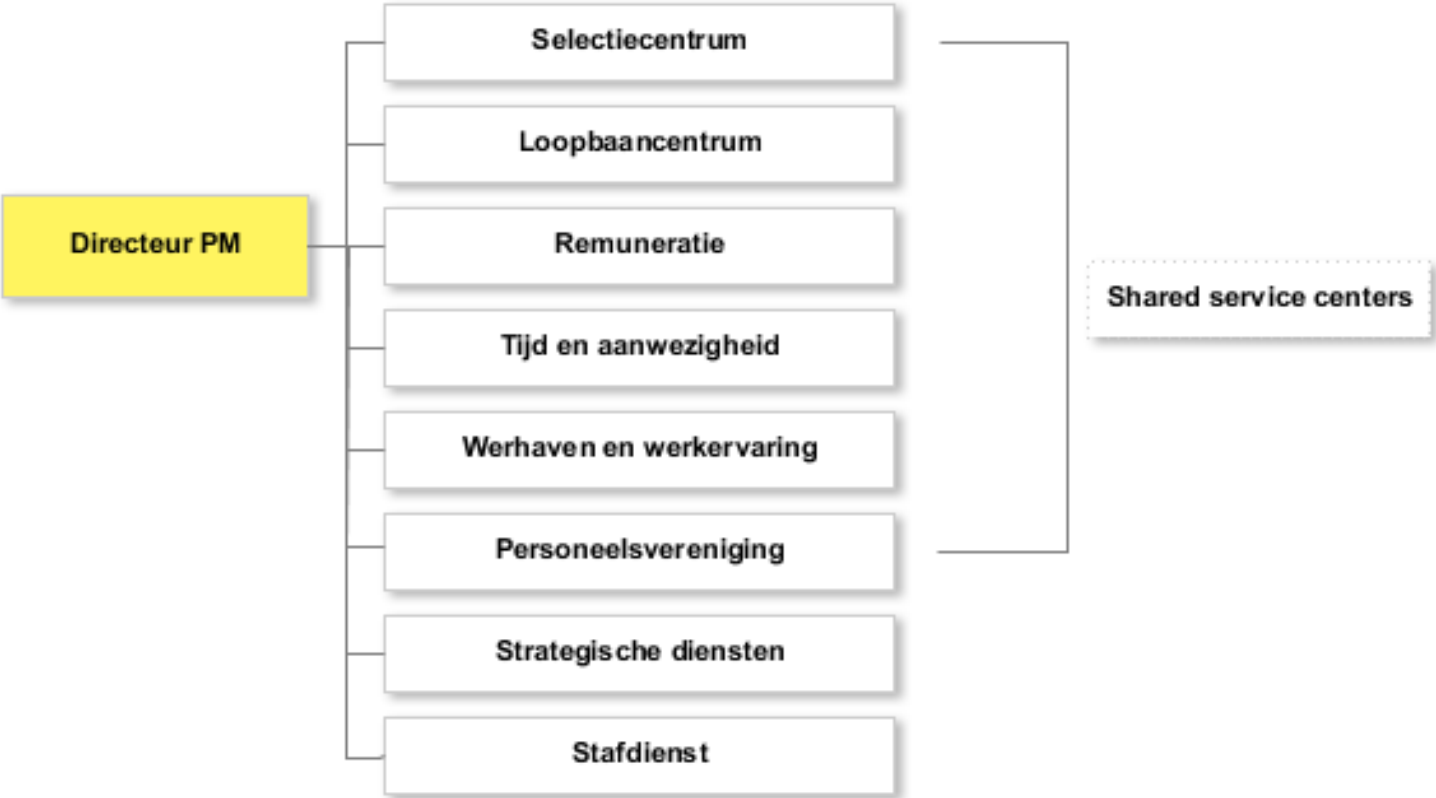 Selectiecentrum
Loopbaancentrum
Directeur PM
Remuneratie
Shared service centers
Tijd en aanwezigheid
Werhaven en werkervaring
Personeelsvereniging
Strategische diensten
Stafdienst